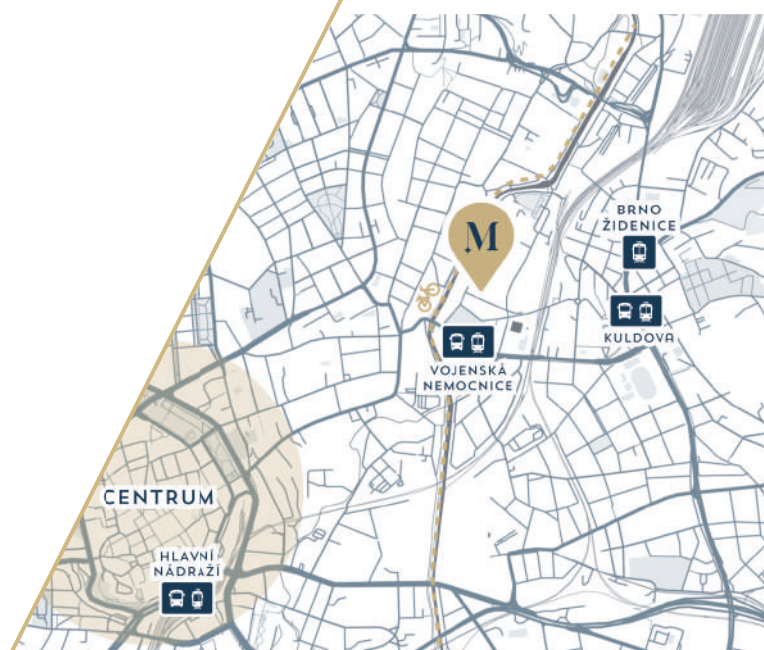 BRNO
ŽIDENICE
M
KULDOVA
VOJENSKÁ
NEMOCNICE
CENTRUM
HLAVNÍ
NÁDRAŽÍ